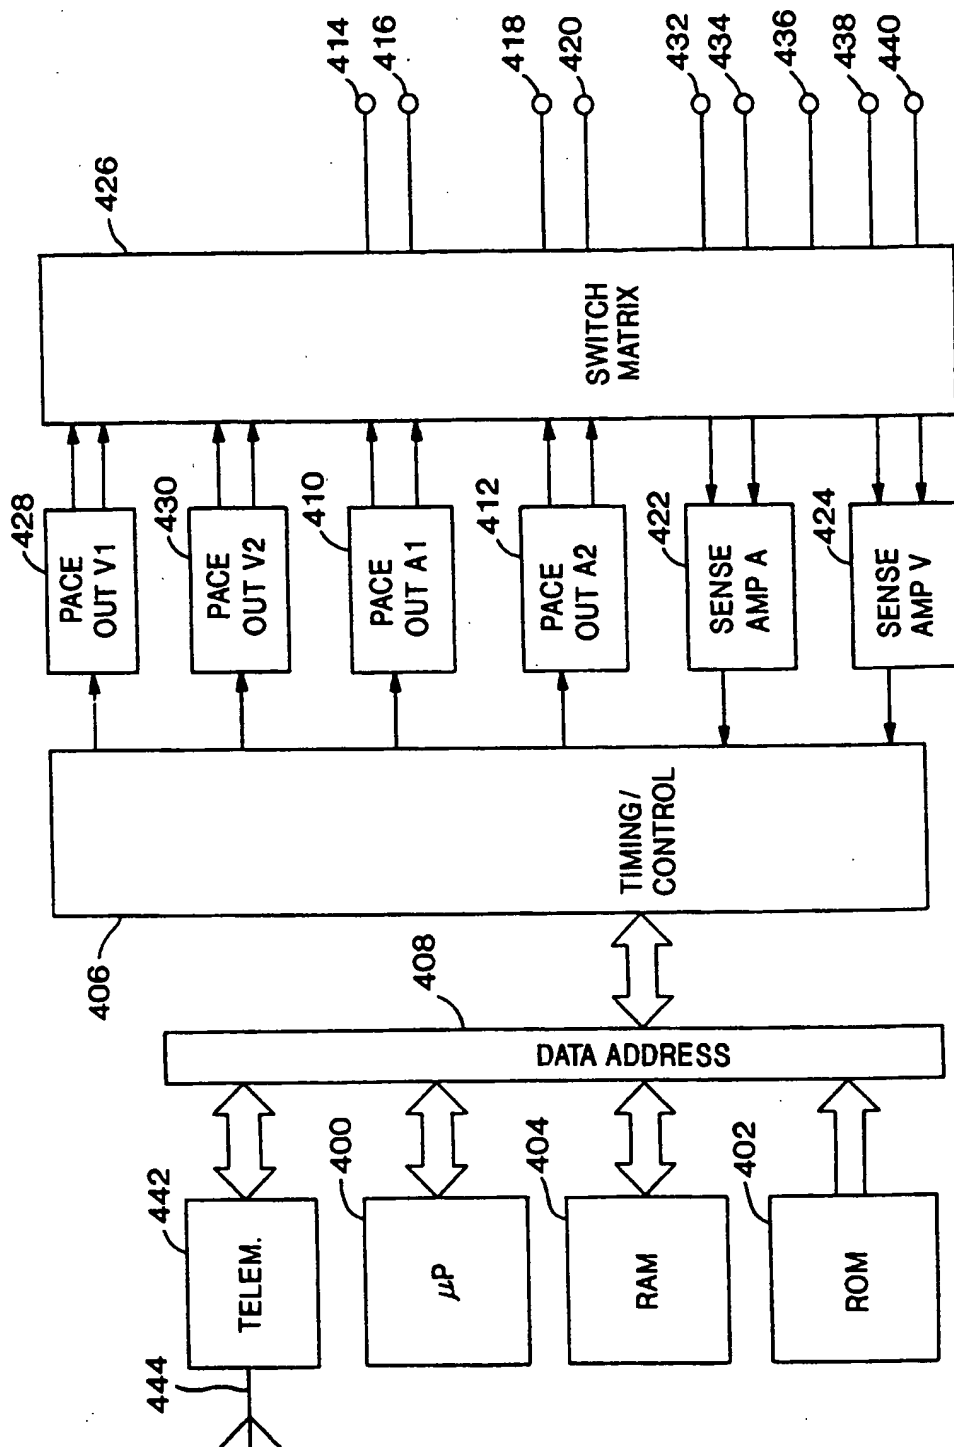 444
442
TELEM.
400
μP
404
RAM
402
ROM
408
DATA ADDRESS
406
TIMING/
CONTROL
428
PACE
OUT V1
430
PACE
OUT V2
410
PACE
OUT A1
412
PACE
OUT A2
422
SENSE
AMP A
424
SENSE
AMP V
426
SWITCH
MATRIX
414
416
418
420
432
434
436
438
440